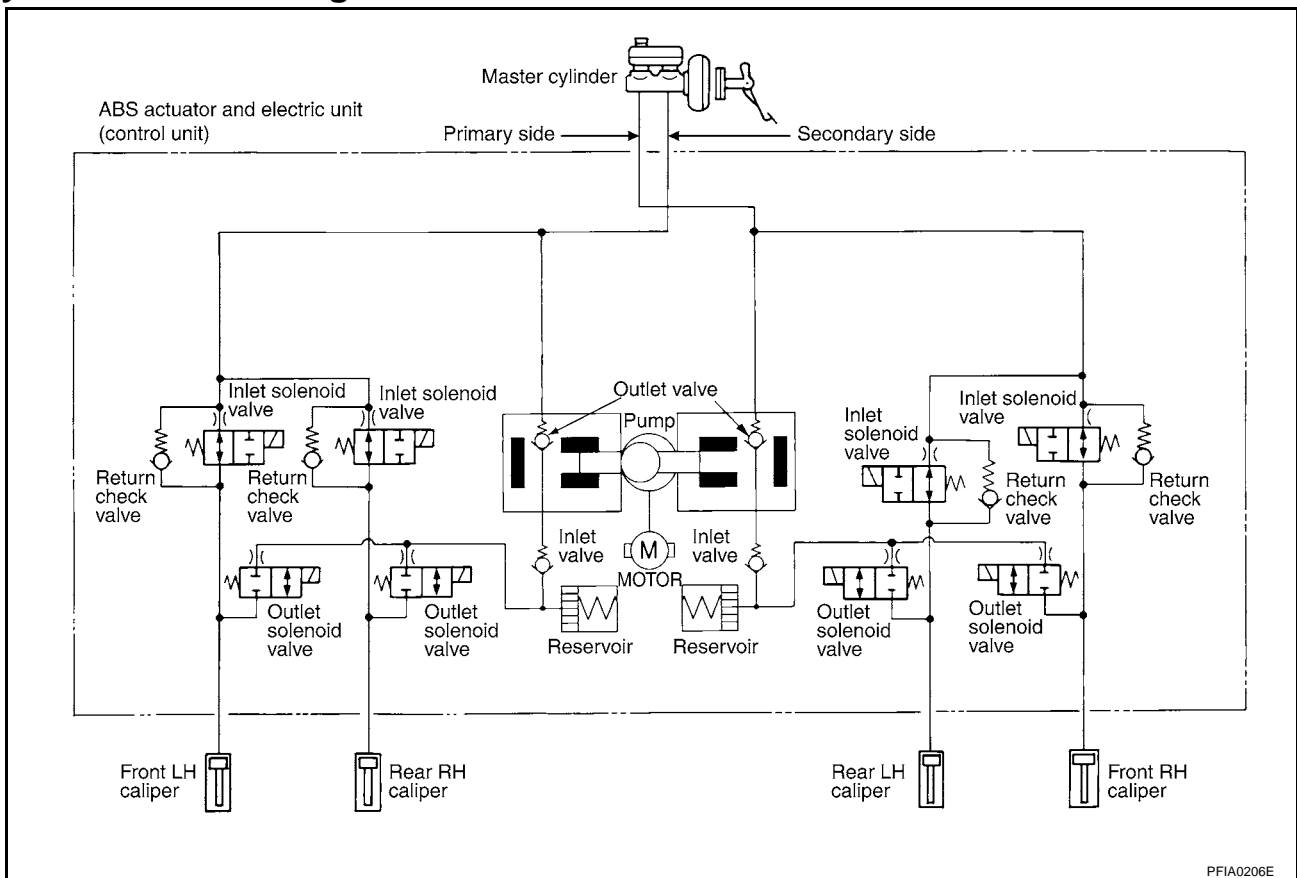 Master cylinder
ABS actuator and electric unit
(control unit)
Primary side
Secondary side
Inlet solenoid
valve
Inlet solenoid
valve
Outlet valve
Pump
Inlet
solenoid
valve
Inlet solenoid
valve
Return
check
valve
Return
check
valve
Inlet
valve
M
MOTOR
Inlet
valve
Return
check
valve
Return
check
valve
Outlet
solenoid
valve
Outlet
solenoid
valve
Reservoir
Reservoir
Outlet
solenoid
valve
Outlet
solenoid
valve
Front LH
caliper
Rear RH
caliper
Rear LH
caliper
Front RH
caliper
PFIA0206E